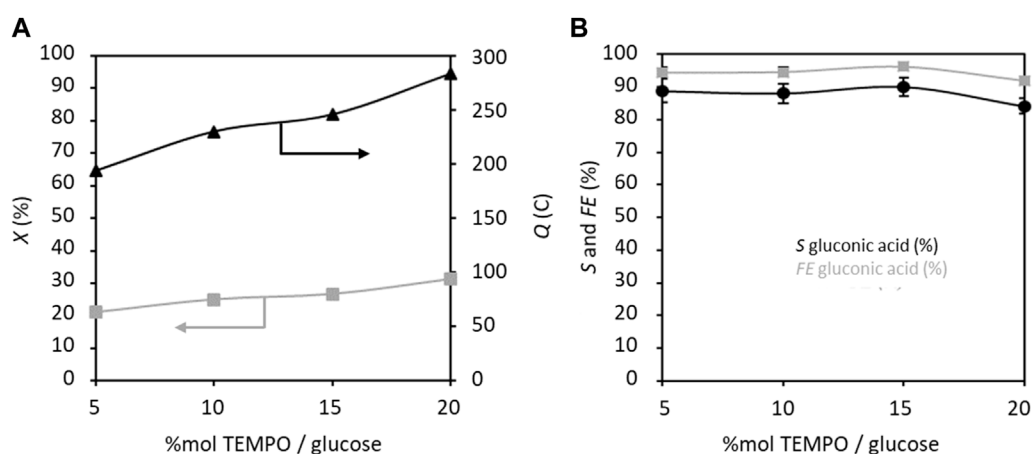 A
100
90
80
70
60
50
40
30
20
10
0
X (%)
300
250
200
150
100
50
0
Q (C)
5 10 15 20
%mol TEMPO / glucose
B
100
90
80
70
60
50
40
30
20
10
0
S and FE (%)
S gluconic acid (%)
FE gluconic acid (%)
5 10 15 20
%mol TEMPO / glucose